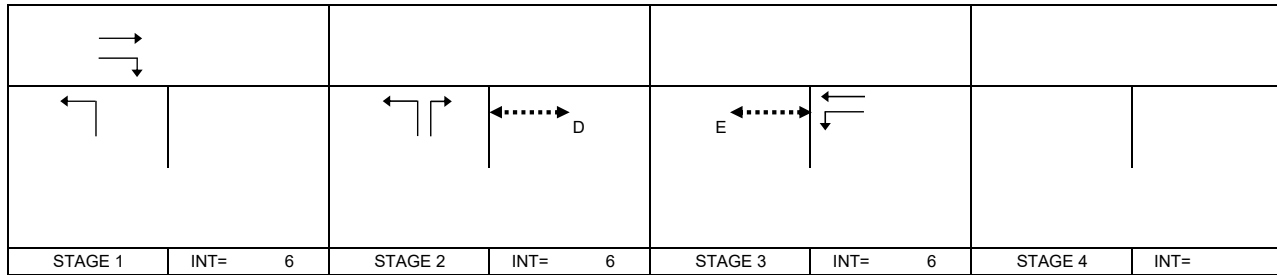 D
E
STAGE 1 INT= 6 STAGE 2 INT= 6 STAGE 3 INT= 6 STAGE 4 INT=